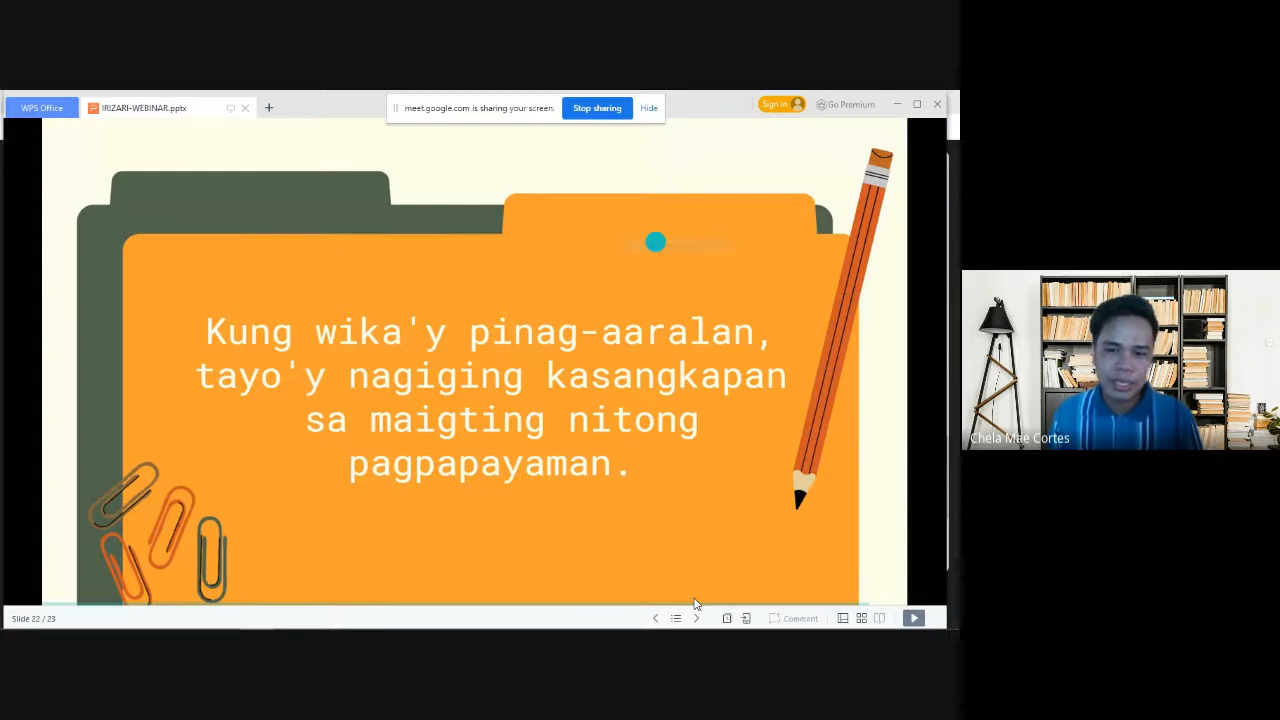 WPS Office
IRIZARI-WEBINAR.pptx
meet.google.com is sharing your screen.
Stop sharing
Hide
Sign in
Go Premium
Kung wika'y pinag-aaralan,
tayo'y nagiging kasangkapan
sa maigting nitong
pagpapayaman.
Chela Mae Cortes
Slide 22 / 23
Comment